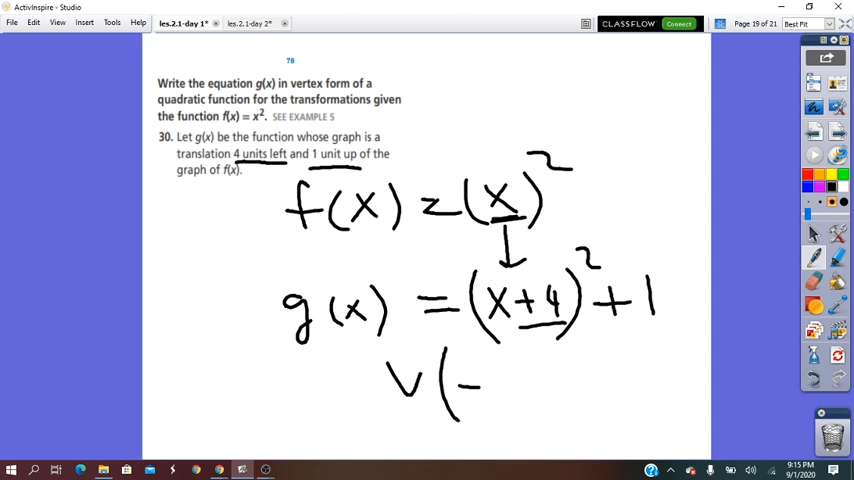 ActivInspire - Studio
File Edit View Insert Tools Help
les.2.1-day 1* les.2.1-day 2*
CLASSFLOW Connect
Page 19 of 21 Best Fit
78
Write the equation g(x) in vertex form of a
quadratic function for the transformations given
the function f(x) = x². SEE EXAMPLE 5
30. Let g(x) be the function whose graph is a
translation 4 units left and 1 unit up of the
graph of f(x).
f(x) = (x)²
g(x) = (x+4)² + 1
V(-
9:15 PM
9/1/2020